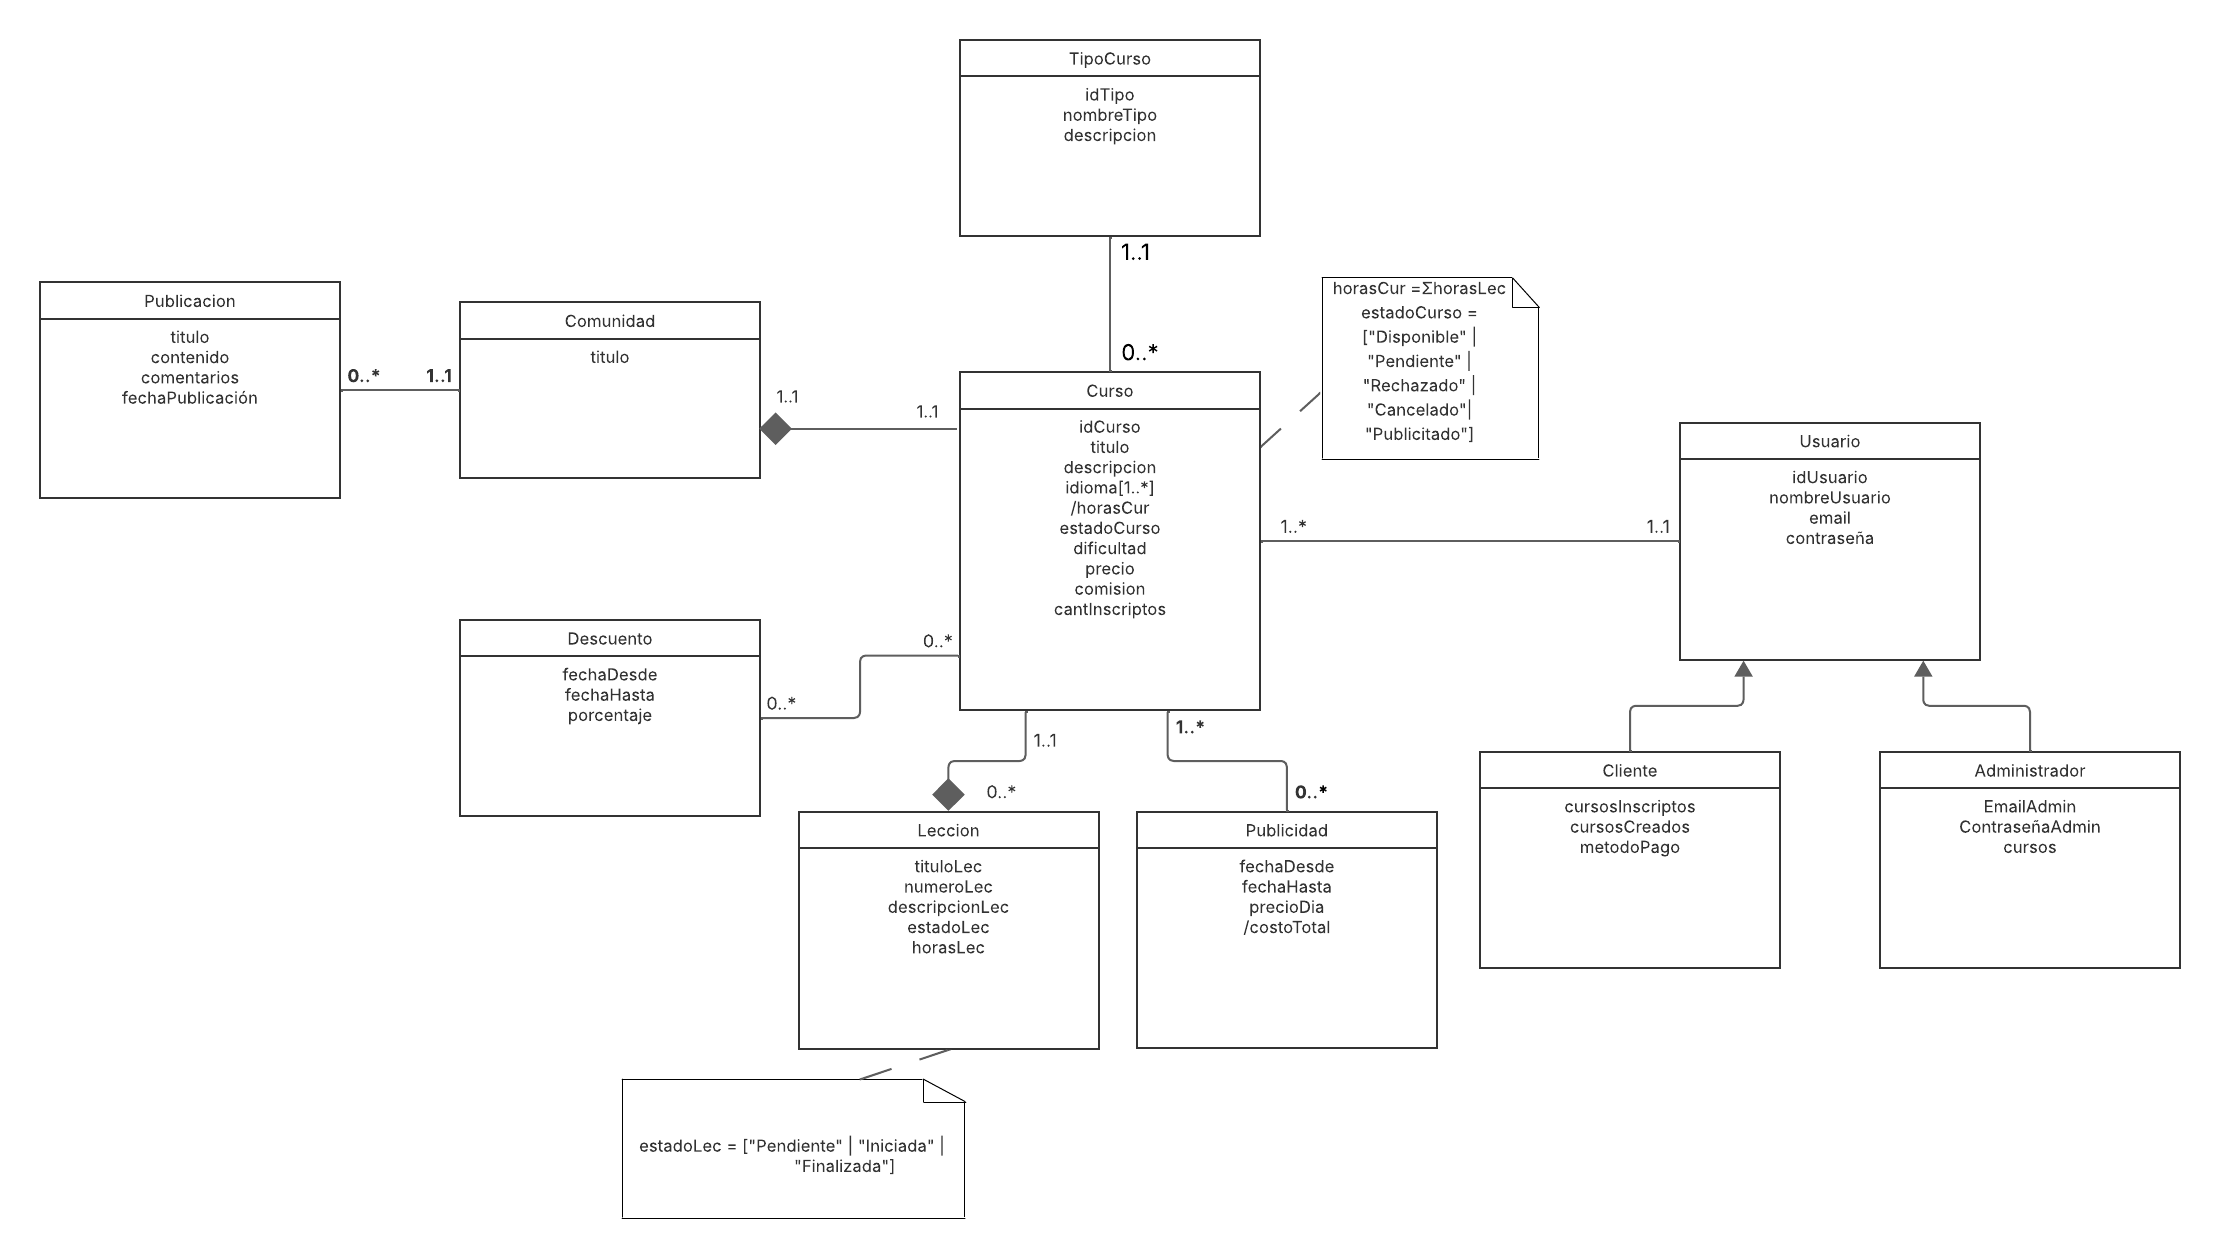 TipoCurso
idTipo
nombreTipo
descripcion
1..1
0..*
Publicacion
titulo
contenido
comentarios
fechaPublicación
0..*
1..1
Comunidad
titulo
1..1
1..1
Curso
idCurso
titulo
descripcion
idioma[1..*]
/horasCur
estadoCurso
dificultad
precio
comision
cantInscriptos
horasCur =ΣhorasLec
estadoCurso =
["Disponible" |
"Pendiente" |
"Rechazado" |
"Cancelado"|
"Publicitado"]
1..*
1..1
Usuario
idUsuario
nombreUsuario
email
contraseña
Descuento
fechaDesde
fechaHasta
porcentaje
0..*
0..*
1..1
0..*
1..*
0..*
Leccion
tituloLec
numeroLec
descripcionLec
estadoLec
horasLec
Publicidad
fechaDesde
fechaHasta
precioDia
/costoTotal
Cliente
cursosInscriptos
cursosCreados
metodoPago
Administrador
EmailAdmin
ContraseñaAdmin
cursos
estadoLec = ["Pendiente" | "Iniciada" |
"Finalizada"]